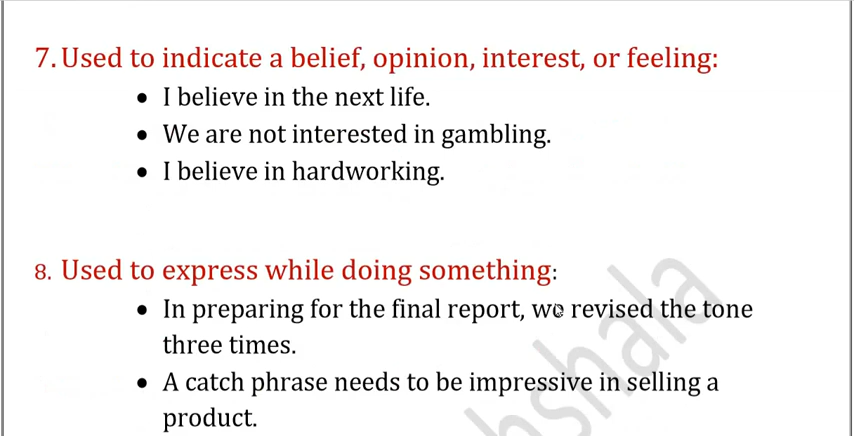 7. Used to indicate a belief, opinion, interest, or feeling:
• I believe in the next life.
• We are not interested in gambling.
• I believe in hardworking.
8. Used to express while doing something:
• In preparing for the final report, we revised the tone
three times.
• A catch phrase needs to be impressive in selling a
product.